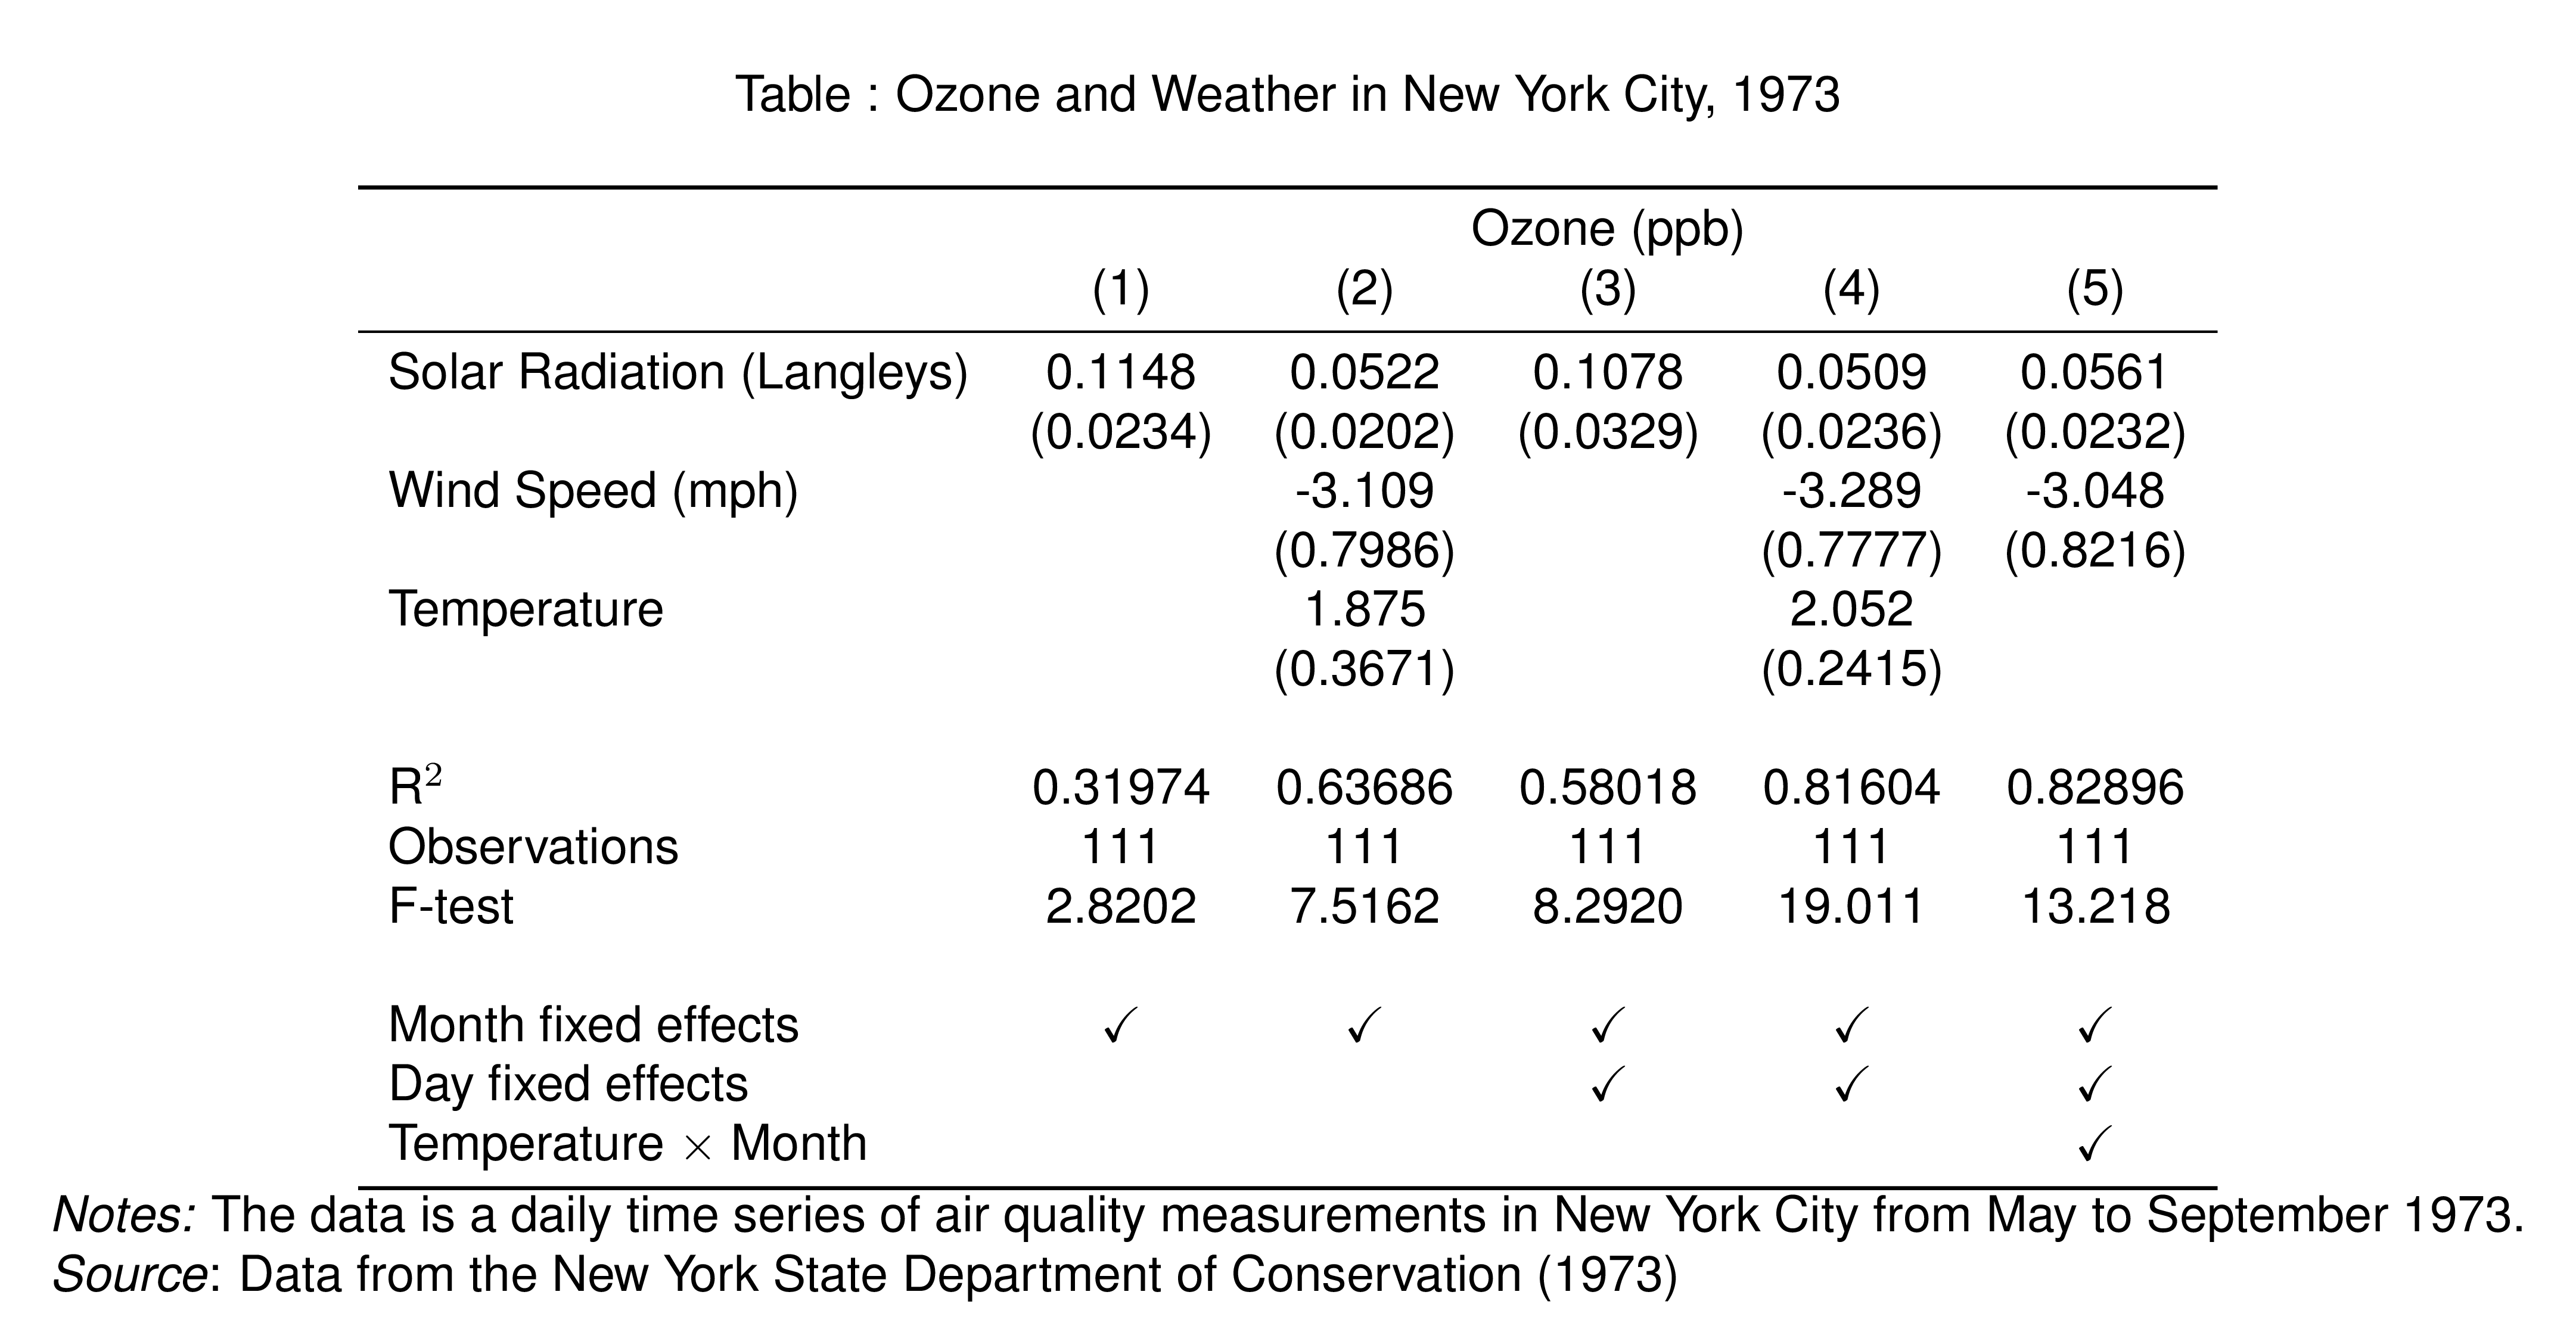 Table : Ozone and Weather in New York City, 1973
Ozone (ppb)
(1) (2) (3) (4) (5)
Solar Radiation (Langleys) 0.1148 0.0522 0.1078 0.0509 0.0561
(0.0234) (0.0202) (0.0329) (0.0236) (0.0232)
Wind Speed (mph) -3.109 -3.289 -3.048
(0.7986) (0.7777) (0.8216)
Temperature 1.875 2.052
(0.3671) (0.2415)
R² 0.31974 0.63686 0.58018 0.81604 0.82896
Observations 111 111 111 111 111
F-test 2.8202 7.5162 8.2920 19.011 13.218
Month fixed effects ✓ ✓ ✓ ✓ ✓
Day fixed effects ✓ ✓ ✓
Temperature × Month ✓
Notes: The data is a daily time series of air quality measurements in New York City from May to September 1973.
Source: Data from the New York State Department of Conservation (1973)